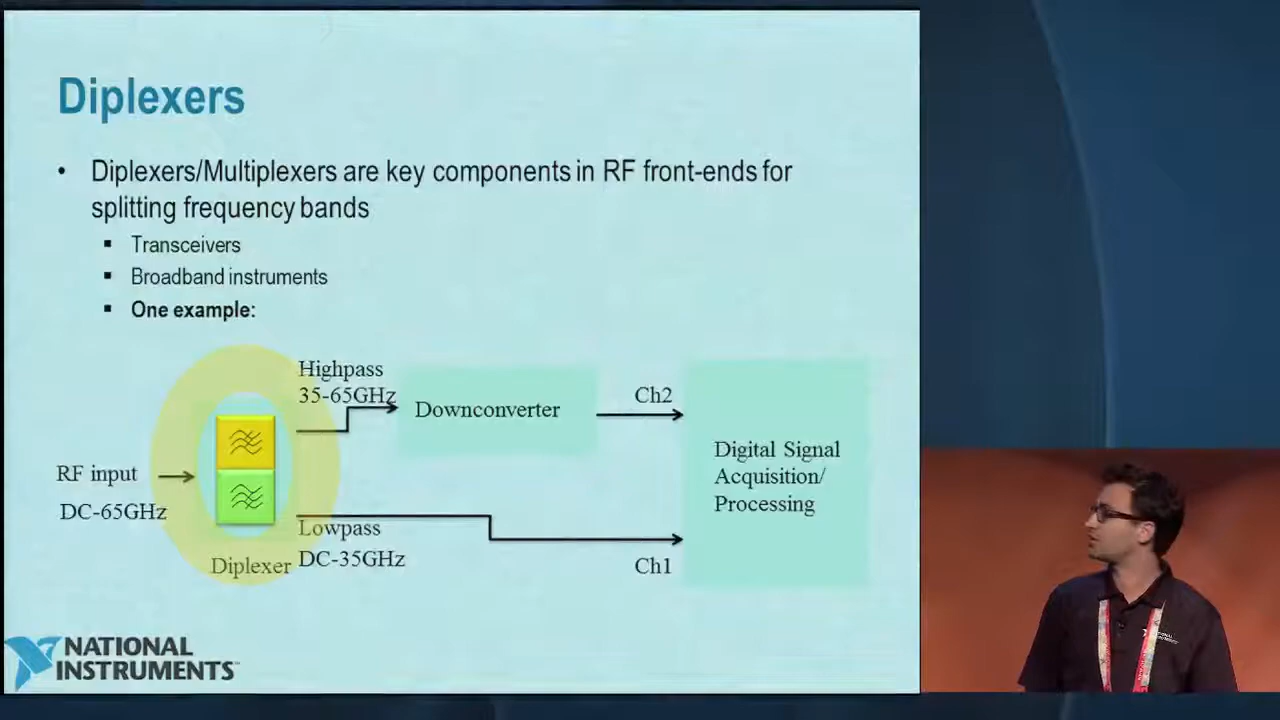 Diplexers
• Diplexers/Multiplexers are key components in RF front-ends for
splitting frequency bands
▪ Transceivers
▪ Broadband instruments
▪ One example:
Highpass
35-65GHz
Downconverter
Ch2
Digital Signal
Acquisition/
Processing
RF input
DC-65GHz
Lowpass
DC-35GHz
Diplexer
Ch1
NATIONAL
INSTRUMENTS